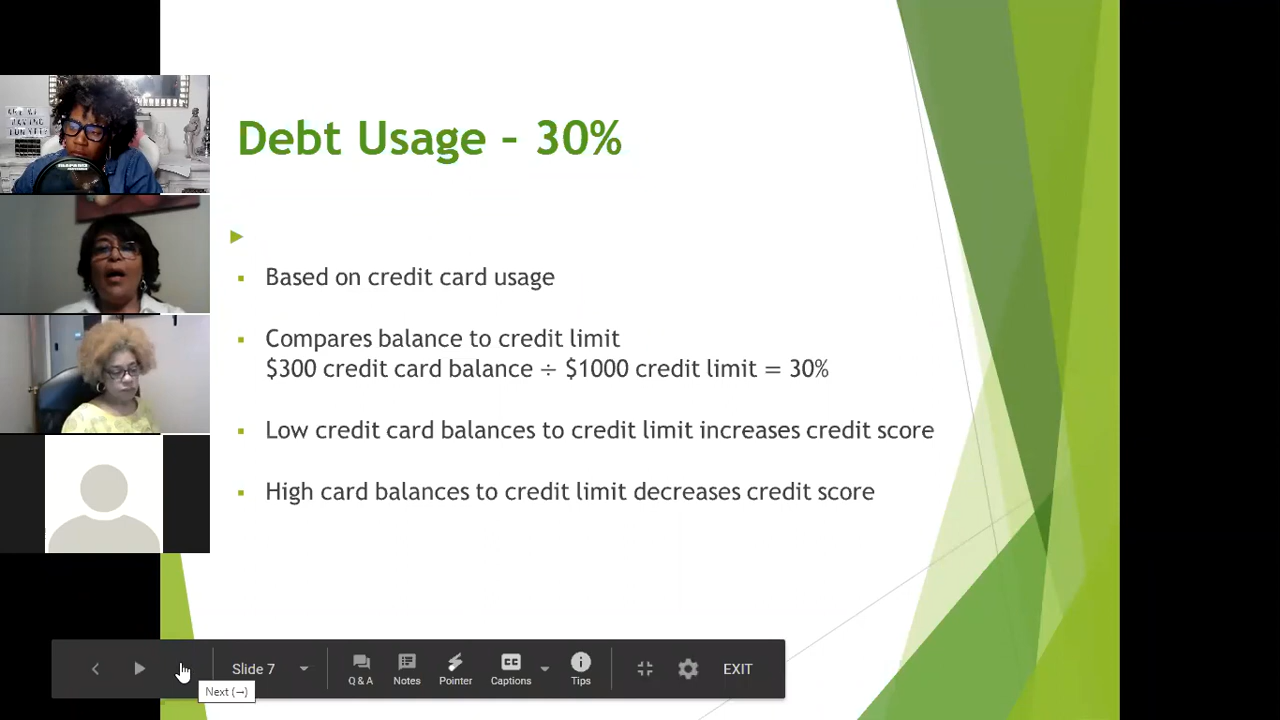 Debt Usage – 30%
Based on credit card usage
Compares balance to credit limit
$300 credit card balance ÷ $1000 credit limit = 30%
Low credit card balances to credit limit increases credit score
High card balances to credit limit decreases credit score
Slide 7
Q & A
Notes
Pointer
CC
Captions
Tips
EXIT
Next (→)